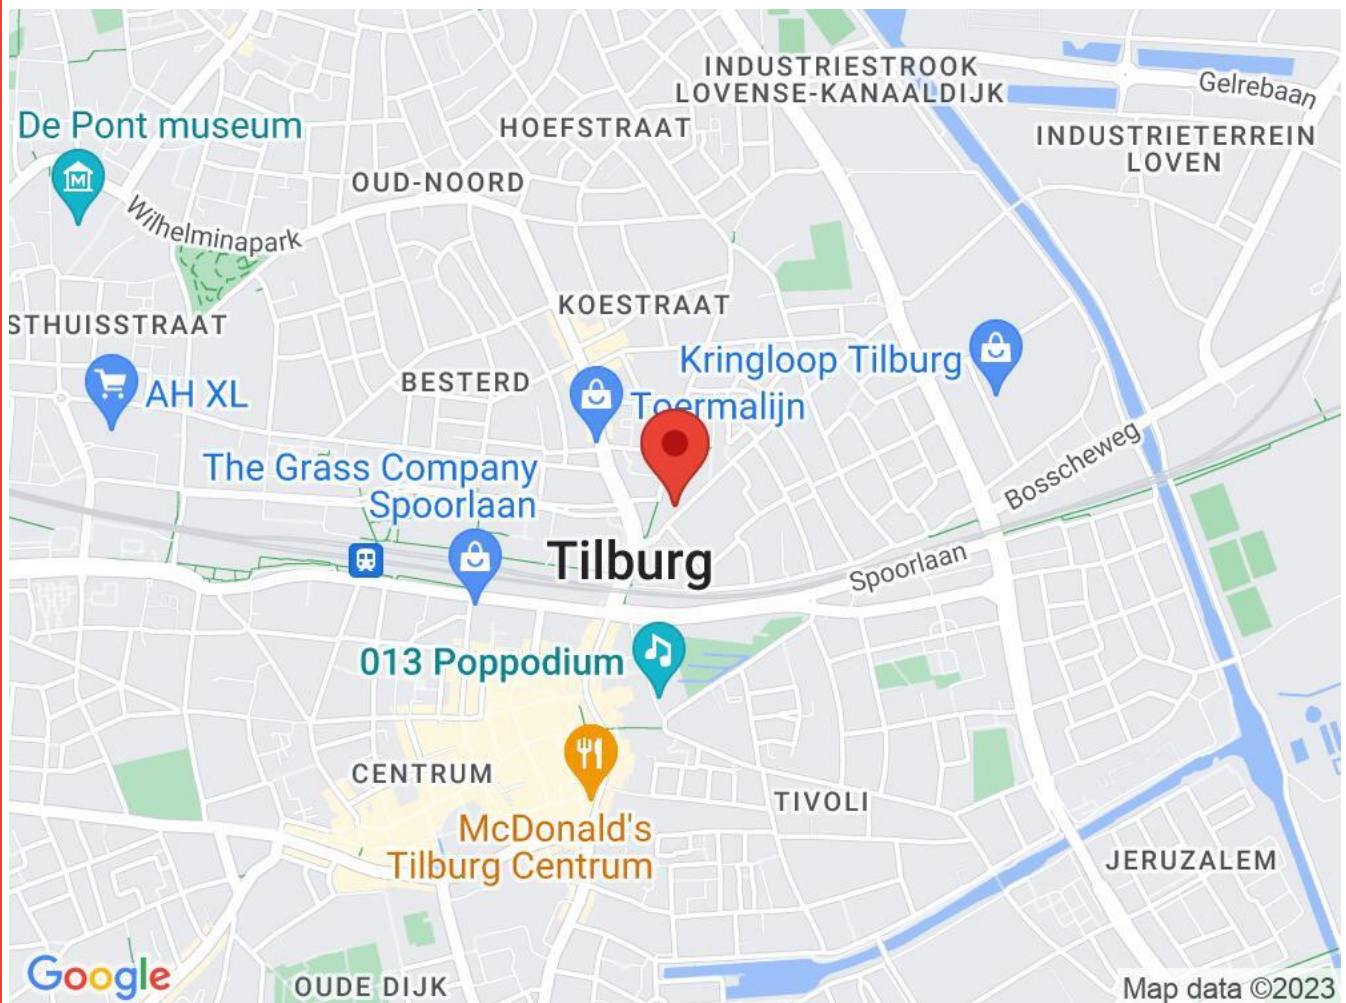 INDUSTRIESTROOK
LOVENSE-KANAALDIJK
Gelrebaan
De Pont museum
HOEFSTRAAT
INDUSTRIETERREIN
LOVEN
M
OUD-NOORD
Wilhelminapark
KOESTRAAT
STHUISSTRAAT
Kringloop Tilburg
BESTERD
AH XL
Toermalijn
The Grass Company
Spoorlaan
Bosscheweg
Tilburg
Spoorlaan
013 Poppodium
CENTRUM
TIVOLI
McDonald's
Tilburg Centrum
JERUZALEM
Google
OUDE DIJK
Map data ©2023